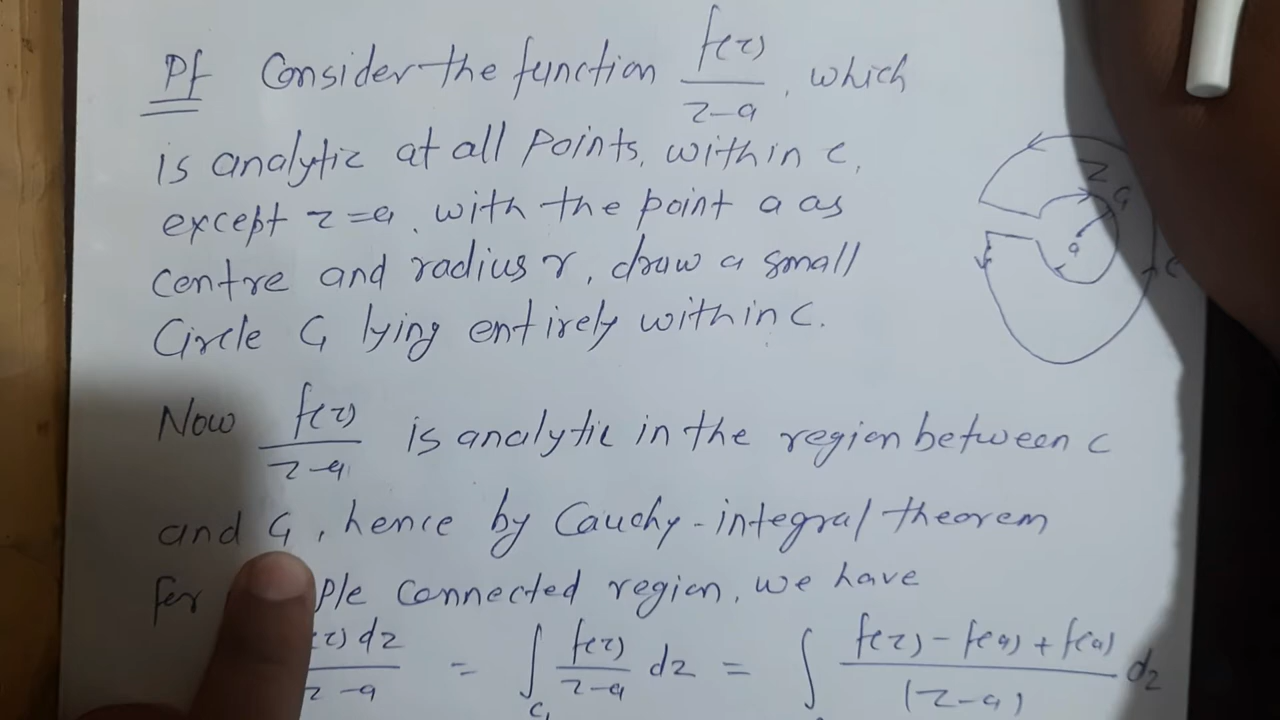 Pf Consider the function f(z)/z-a, which
is analytic at all points, within c,
except z=a. with the point a as
centre and radius r, draw a small
Circle C1 lying entirely within C.
Now f(z)/z-a is analytic in the region between c
and C1, hence by Cauchy-integral theorem
for connected region, we have
dz/z-a = ∫C1 f(z)/z-a dz = ∫ f(z)-f(a)+f(a)/(z-a) dz
z
C1
a
c